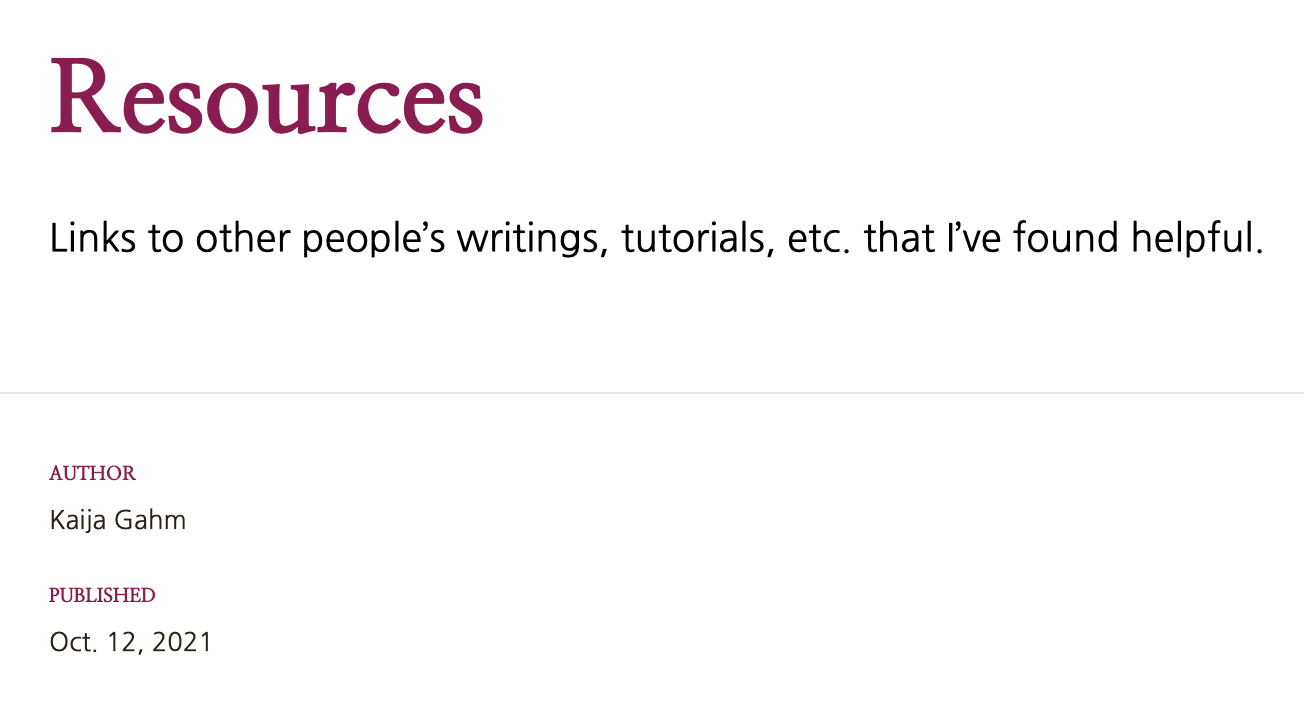 Resources
Links to other people’s writings, tutorials, etc. that I’ve found helpful.
AUTHOR
Kaija Gahm
PUBLISHED
Oct. 12, 2021